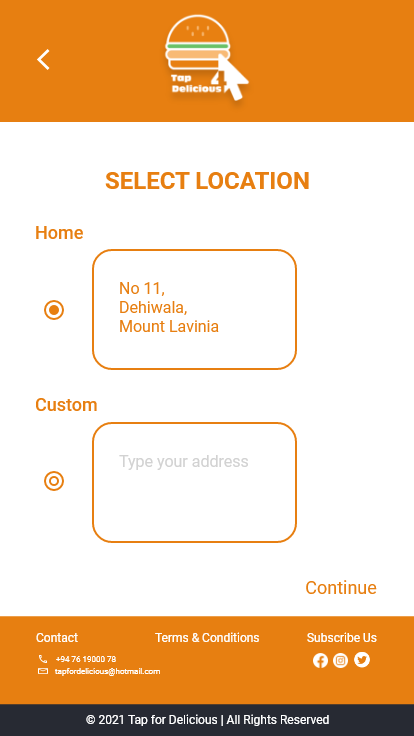 Tap
Delicious
SELECT LOCATION
Home
No 11,
Dehiwala,
Mount Lavinia
Custom
Type your address
Continue
Contact
Terms & Conditions
Subscribe Us
+94 76 19000 78
tapfordelicious@hotmail.com
© 2021 Tap for Delicious | All Rights Reserved